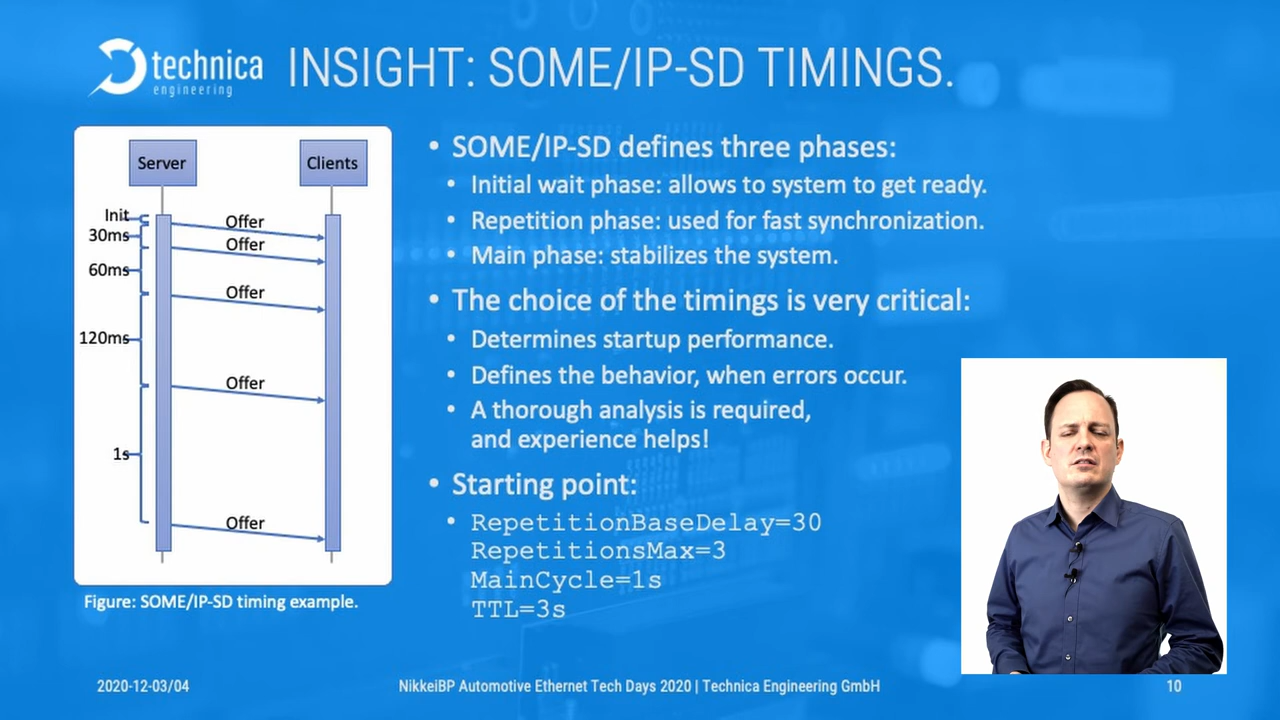 technica
engineering
INSIGHT: SOME/IP-SD TIMINGS.
Server
Clients
Init
30ms
60ms
120ms
1s
Offer
Offer
Offer
Offer
Offer
Figure: SOME/IP-SD timing example.
• SOME/IP-SD defines three phases:
• Initial wait phase: allows to system to get ready.
• Repetition phase: used for fast synchronization.
• Main phase: stabilizes the system.
• The choice of the timings is very critical:
• Determines startup performance.
• Defines the behavior, when errors occur.
• A thorough analysis is required,
and experience helps!
• Starting point:
• RepetitionBaseDelay=30
RepetitionsMax=3
MainCycle=1s
TTL=3s
2020-12-03/04
NikkeiBP Automotive Ethernet Tech Days 2020 | Technica Engineering GmbH
10